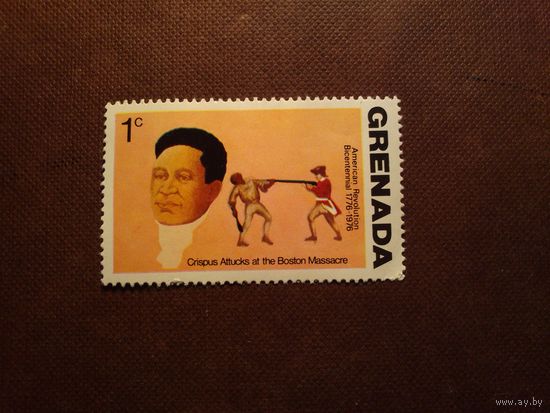 1c
GRENADA
American Revolution
Bicentennial 1776-1976
Crispus Attucks at the Boston Massacre
© www.ay.by